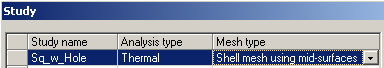 Study
Study name Analysis type Mesh type
Sq_w_Hole Thermal Shell mesh using mid-surfaces